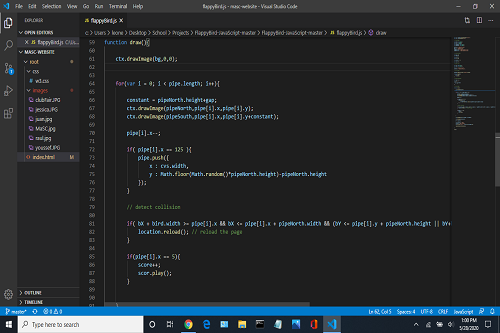 File Edit Selection View Go Run Terminal Help
flappyBird.js - masc-website - Visual Studio Code
EXPLORER
OPEN EDITORS
flappyBird.js C:\Us...
MASC-WEBSITE
root
css
w3.css
images
clubfair.JPG
jessica.JPG
juan.jpg
MaSC.jpg
raul.jpg
youssef.JPG
index.html M
OUTLINE
TIMELINE
flappyBird.js
C: > Users > leone > Desktop > School > Projects > FlappyBird-JavaScript-master > FlappyBird-JavaScript-master > flappyBird.js > draw
59 function draw(){
60
61 ctx.drawImage(bg,0,0);
62
63
64 for(var i = 0; i < pipe.length; i++){
65
66 constant = pipeNorth.height+gap;
67 ctx.drawImage(pipeNorth,pipe[i].x,pipe[i].y);
68 ctx.drawImage(pipeSouth,pipe[i].x,pipe[i].y+constant);
69
70 pipe[i].x--;
71
72 if( pipe[i].x == 125 ){
73 pipe.push({
74 x : cvs.width,
75 y : Math.floor(Math.random()*pipeNorth.height)-pipeNorth.height
76 });
77 }
78
79 // detect collision
80
81 if( bX + bird.width >= pipe[i].x && bX <= pipe[i].x + pipeNorth.width && (bY <= pipe[i].y + pipeNorth.height || bY+
82 location.reload(); // reload the page
83 }
84
85 if(pipe[i].x == 5){
86 score++;
87 scor.play();
88 }
89
90
91 }
master* 0 0
Ln 62, Col 5 Spaces: 4 UTF-8 CRLF JavaScript
Type here to search
1:00 PM
5/20/2020